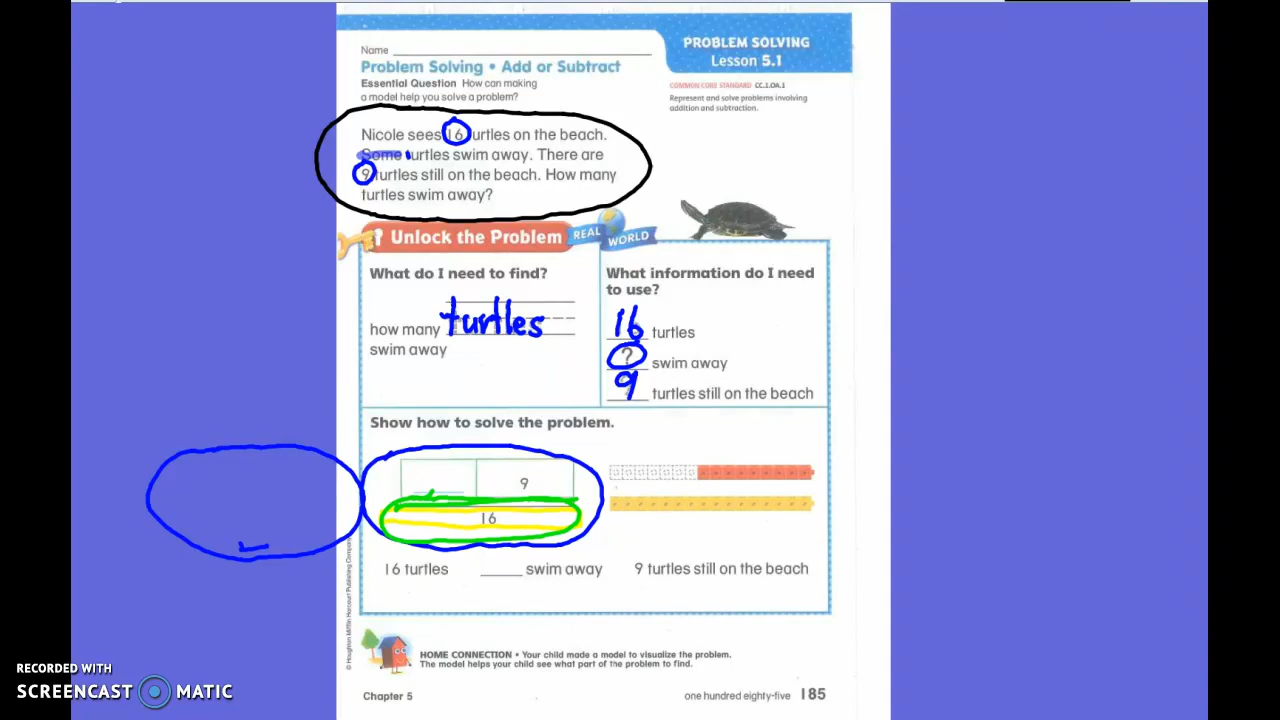 PROBLEM SOLVING
Lesson 5.1
COMMON CORE STANDARD CC.1.OA.1
Represent and solve problems involving
addition and subtraction.
Name
Problem Solving • Add or Subtract
Essential Question How can making
a model help you solve a problem?
Nicole sees 16 turtles on the beach.
Some turtles swim away. There are
9 turtles still on the beach. How many
turtles swim away?
Unlock the Problem
REAL
WORLD
What do I need to find?
how many turtles
swim away
What information do I need
to use?
16 turtles
? swim away
9 turtles still on the beach
Show how to solve the problem.
9
16
16 turtles ____ swim away 9 turtles still on the beach
© Houghton Mifflin Harcourt Publishing Company
HOME CONNECTION • Your child made a model to visualize the problem.
The model helps your child see what part of the problem to find.
Chapter 5
one hundred eighty-five 185
RECORDED WITH
SCREENCAST MATIC